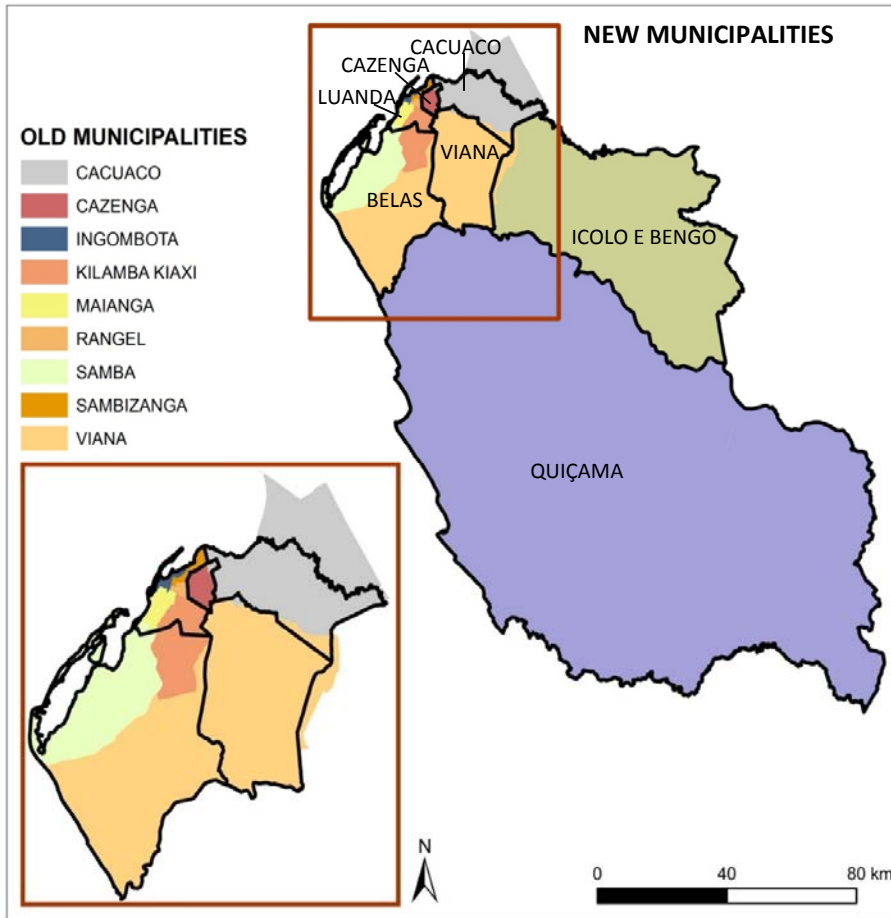 NEW MUNICIPALITIES
CACUACO
CAZENGA
LUANDA
VIANA
BELAS
ICOLO E BENGO
QUIÇAMA
OLD MUNICIPALITIES
CACUACO
CAZENGA
INGOMBOTA
KILAMBA KIAXI
MAIANGA
RANGEL
SAMBA
SAMBIZANGA
VIANA
N
0 40 80 km